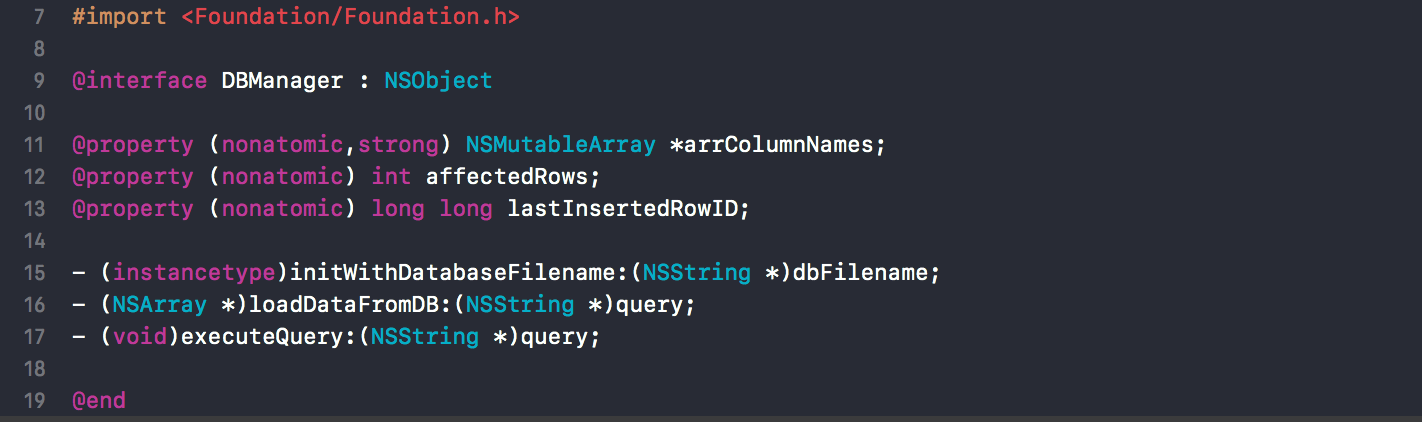 7 #import <Foundation/Foundation.h>
8
9 @interface DBManager : NSObject
10
11 @property (nonatomic,strong) NSMutableArray *arrColumnNames;
12 @property (nonatomic) int affectedRows;
13 @property (nonatomic) long long lastInsertedRowID;
14
15 - (instancetype)initWithDatabaseFilename:(NSString *)dbFilename;
16 - (NSArray *)loadDataFromDB:(NSString *)query;
17 - (void)executeQuery:(NSString *)query;
18
19 @end